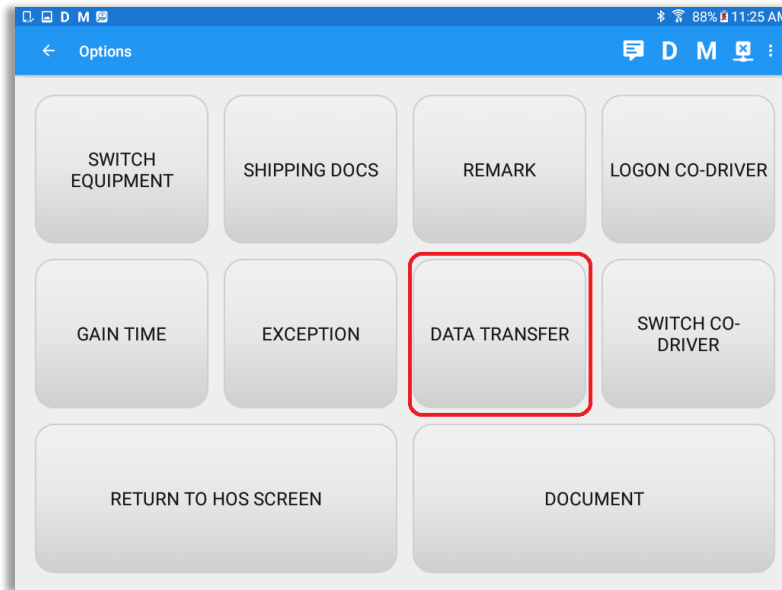 D M 88% 11:25 AM
Options D M
SWITCH
EQUIPMENT
SHIPPING DOCS
REMARK
LOGON CO-DRIVER
GAIN TIME
EXCEPTION
DATA TRANSFER
SWITCH CO-
DRIVER
RETURN TO HOS SCREEN
DOCUMENT